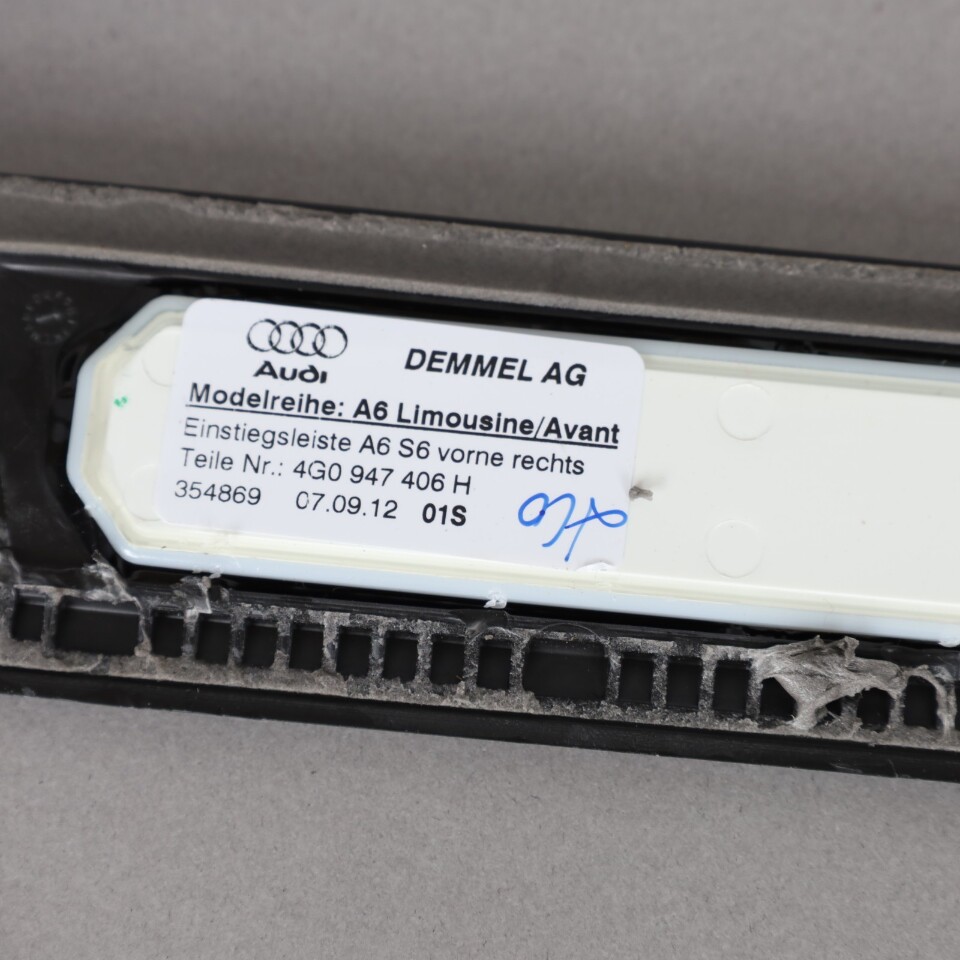 Audi
DEMMEL AG
Modelreihe: A6 Limousine/Avant
Einstiegsleiste A6 S6 vorne rechts
Teile Nr.: 4G0 947 406 H
354869 07.09.12 01S